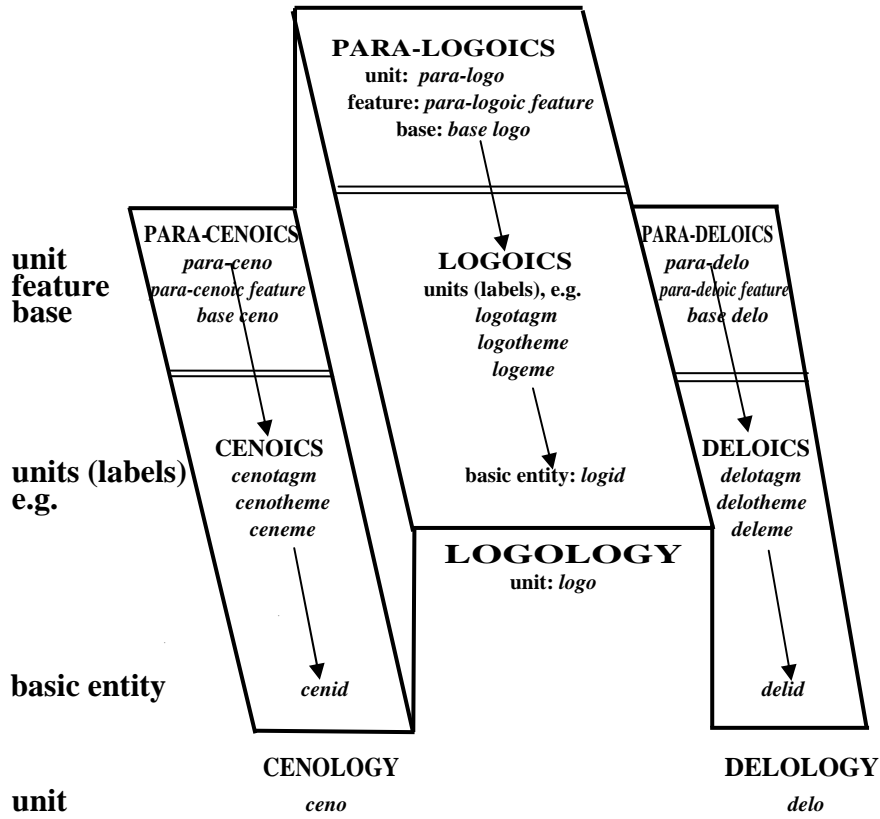 PARA-LOGOICS
unit: para-logo
feature: para-logoic feature
base: base logo
PARA-CENOICS
para-ceno
para-cenoic feature
base ceno
unit
feature
base
LOGOICS
units (labels), e.g.
logotagm
logotheme
logeme
PARA-DELOICS
para-delo
para-deloic feature
base delo
units (labels)
e.g.
CENOICS
cenotagm
cenotheme
ceneme
basic entity: logid
DELOICS
delotagm
delotheme
deleme
LOGOLOGY
unit: logo
basic entity
cenid
delid
CENOLOGY
DELOLOGY
unit
ceno
delo